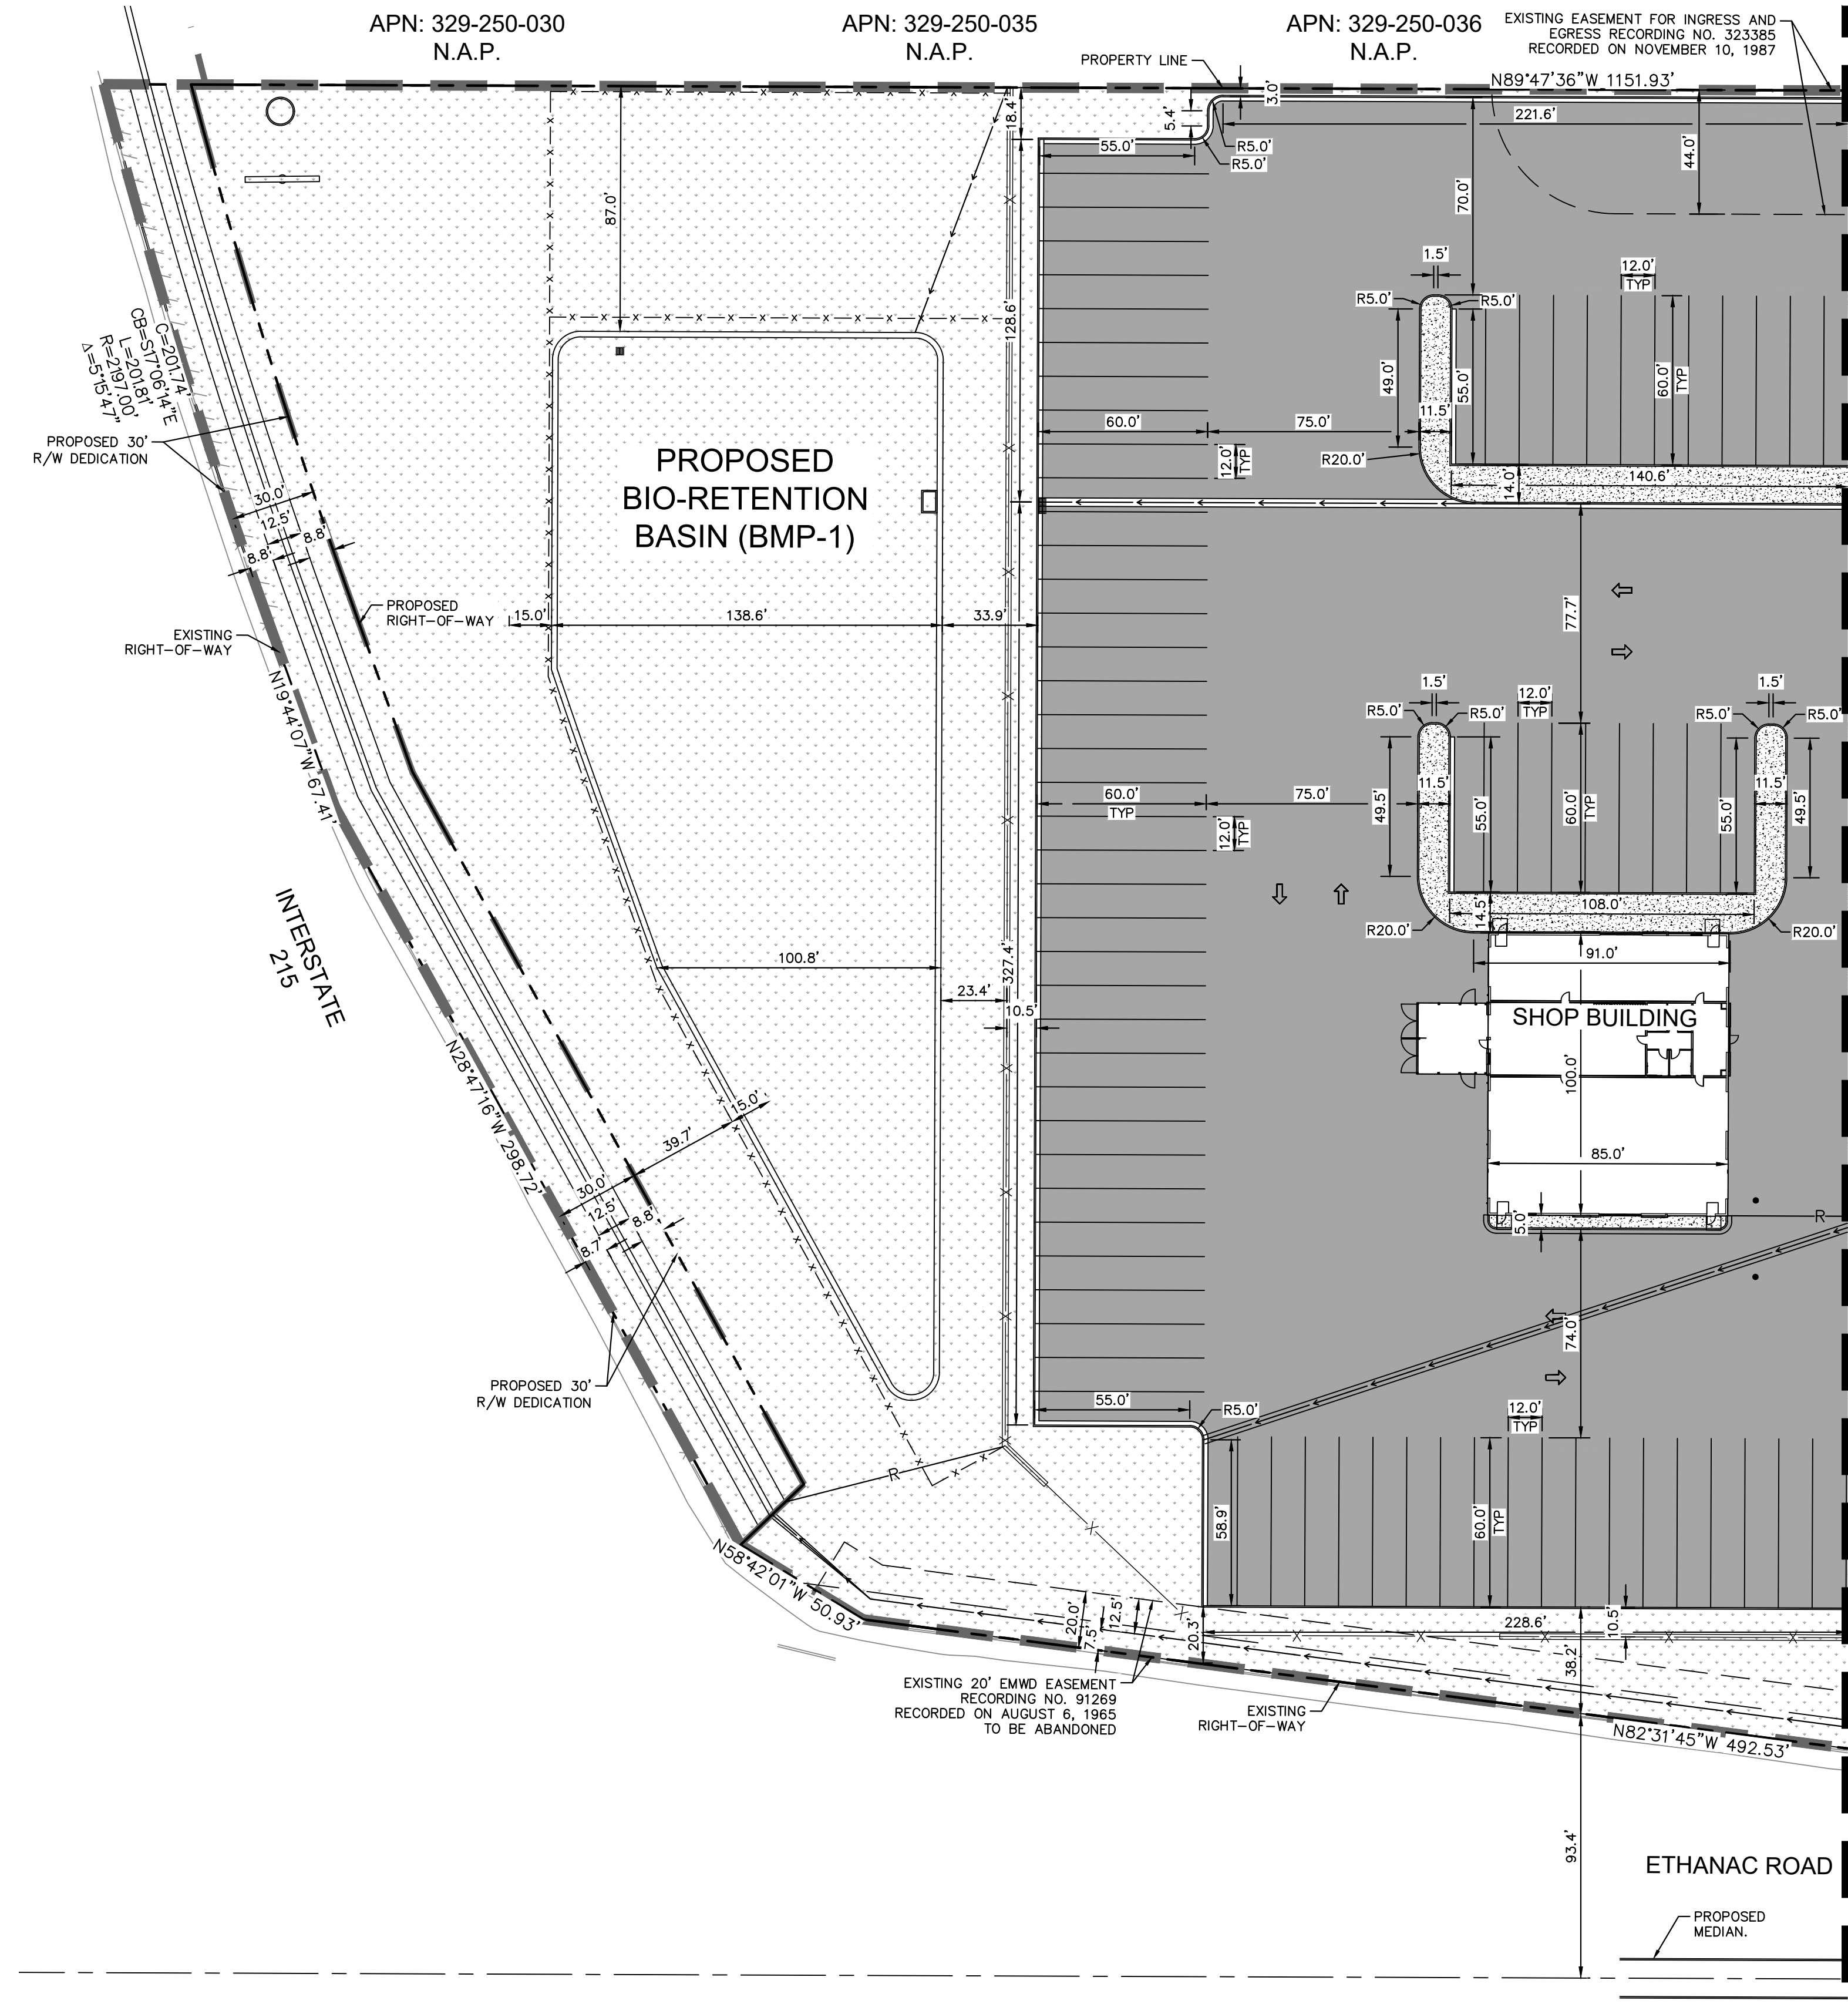 APN: 329-250-030
N.A.P.
APN: 329-250-035
N.A.P.
APN: 329-250-036
N.A.P.
EXISTING EASEMENT FOR INGRESS AND
EGRESS RECORDING NO. 323385
RECORDED ON NOVEMBER 10, 1987
PROPERTY LINE
N89°47'36"W 1151.93'
3.0'
18.4'
5.4'
221.6'
55.0'
R5.0'
R5.0'
44.0'
70.0'
87.0'
1.5'
12.0'
TYP
R5.0'
R5.0'
128.6'
49.0'
55.0'
60.0'
TYP
C=201.74'
CB=S17°06'14"E
L=201.81'
R=2197.00'
Δ=5°15'47"
11.5'
60.0'
75.0'
PROPOSED 30'
R/W DEDICATION
PROPOSED
BIO-RETENTION
BASIN (BMP-1)
12.0'
TYP
R20.0'
14.0'
140.6'
30.0'
12.5'
8.8'
8.8'
PROPOSED
RIGHT-OF-WAY
15.0'
138.6'
33.9'
77.7'
EXISTING
RIGHT-OF-WAY
N19°44'07"W 67.41'
1.5'
12.0'
TYP
1.5'
R5.0'
R5.0'
R5.0'
R5.0'
60.0'
TYP
75.0'
49.5'
11.5'
55.0'
60.0'
TYP
55.0'
11.5'
49.5'
12.0'
TYP
14.5'
108.0'
R20.0'
R20.0'
INTERSTATE
215
100.8'
327.4'
91.0'
23.4'
10.5'
SHOP BUILDING
100.0'
N28°47'16"W 298.72'
15.0'
39.7'
85.0'
30.0'
12.5'
8.8'
8.7'
5.0'
R
74.0'
PROPOSED 30'
R/W DEDICATION
55.0'
R5.0'
12.0'
TYP
R
58.9'
60.0'
TYP
N58°42'01"W 50.93'
20.0'
7.5'
12.5'
20.3'
228.6'
10.5'
38.2'
EXISTING 20' EMWD EASEMENT
RECORDING NO. 91269
RECORDED ON AUGUST 6, 1965
TO BE ABANDONED
EXISTING
RIGHT-OF-WAY
N82°31'45"W 492.53'
93.4'
ETHANAC ROAD
PROPOSED
MEDIAN.